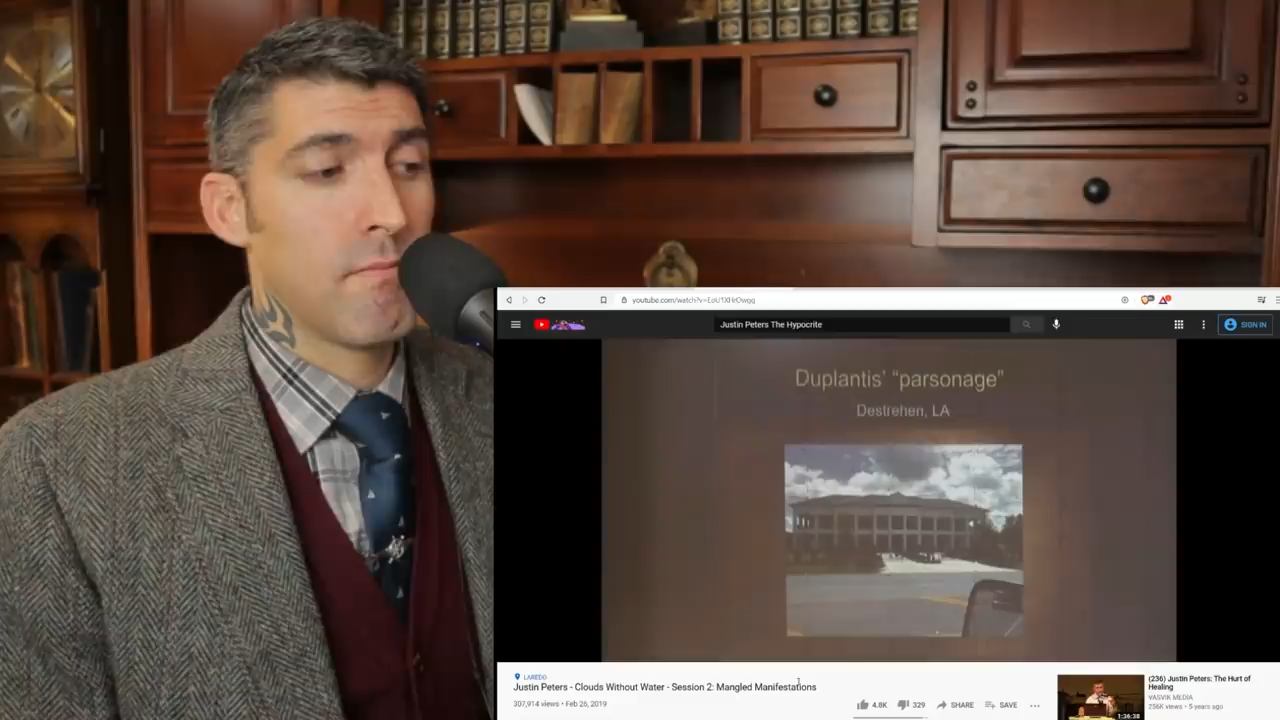 youtube.com/watch?v=
Justin Peters The Hypocrite
SIGN IN
Duplantis' "parsonage"
Destrehen, LA
LAREDO
Justin Peters - Clouds Without Water - Session 2: Mangled Manifestations
307,914 views • Feb 26, 2019
4.8K
329
SHARE
SAVE
(236) Justin Peters: The Hurt of
Healing
VASVIK MEDIA
256K views • 5 years ago
1:36:38